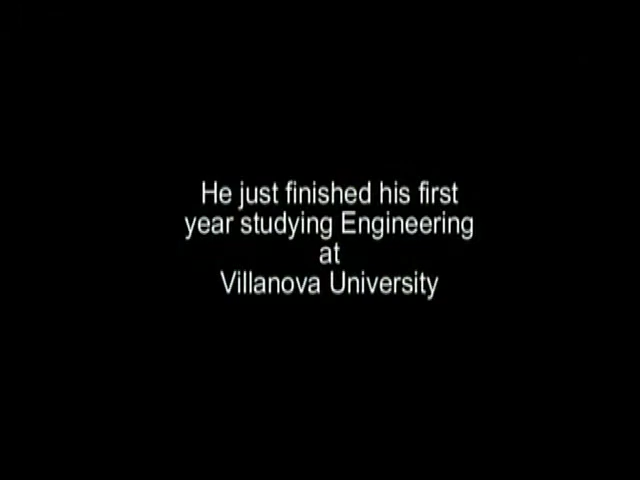 He just finished his first
year studying Engineering
at
Villanova University